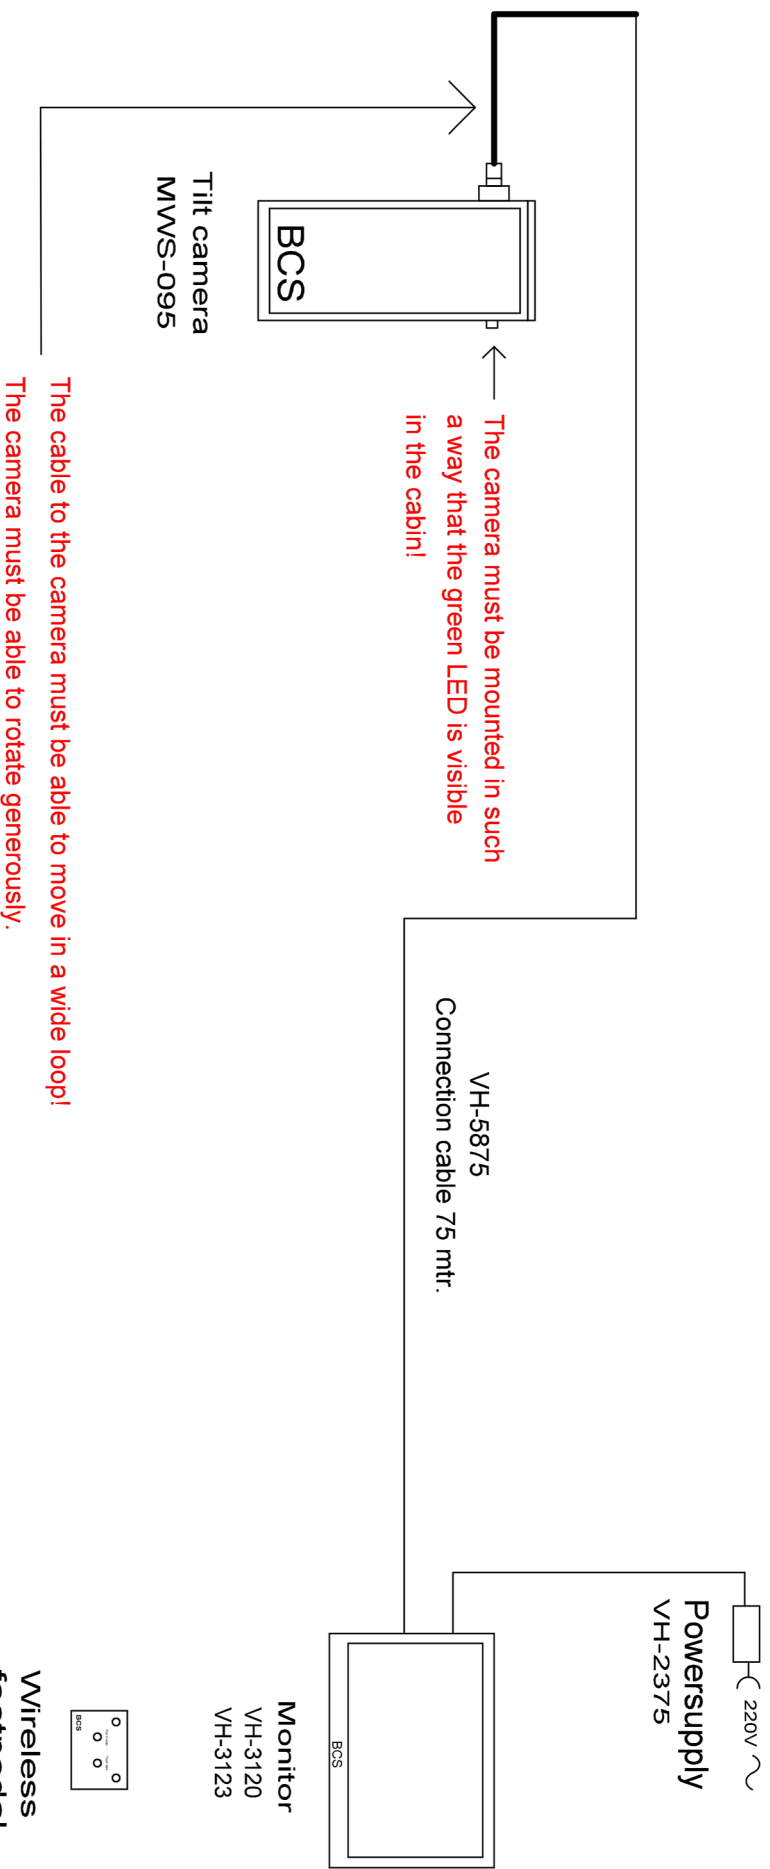 Tilt camera
MWS-095
BCS
The camera must be mounted in such
a way that the green LED is visible
in the cabin!
The cable to the camera must be able to move in a wide loop!
The camera must be able to rotate generously.
VH-5875
Connection cable 75 mtr.
220V
Powersupply
VH-2375
BCS
Monitor
VH-3120
VH-3123
BCS
Wireless
footpedal